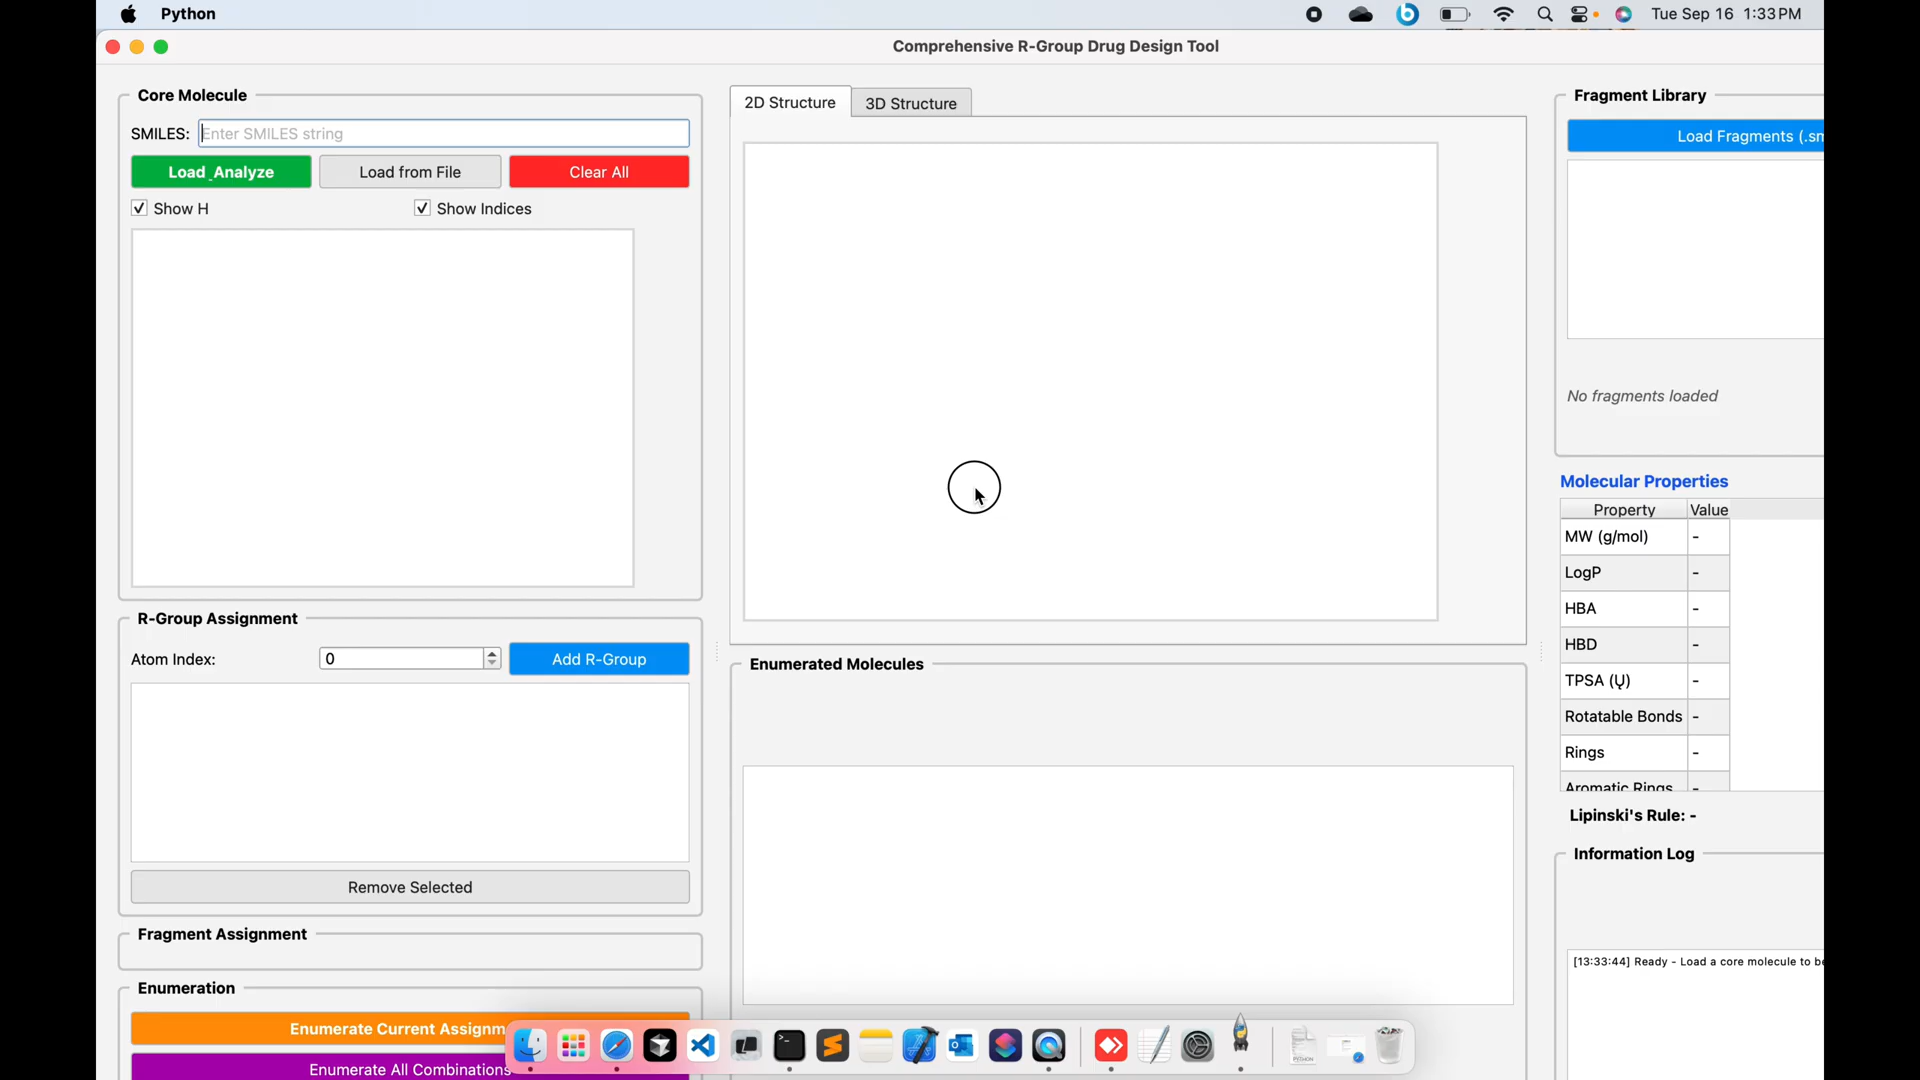 Python
Tue Sep 16 1:33 PM
Comprehensive R-Group Drug Design Tool
Core Molecule
SMILES: Enter SMILES string
Load_Analyze Load from File Clear All
Show H Show Indices
R-Group Assignment
Atom Index: 0 Add R-Group
Remove Selected
Fragment Assignment
Enumeration
Enumerate Current Assignm
Enumerate All Combinations
2D Structure 3D Structure
Enumerated Molecules
Fragment Library
Load Fragments (.sm
No fragments loaded
Molecular Properties
Property Value
MW (g/mol) -
LogP -
HBA -
HBD -
TPSA (Ų) -
Rotatable Bonds -
Rings -
Aromatic Rings -
Lipinski's Rule: -
Information Log
[13:33:44] Ready - Load a core molecule to be